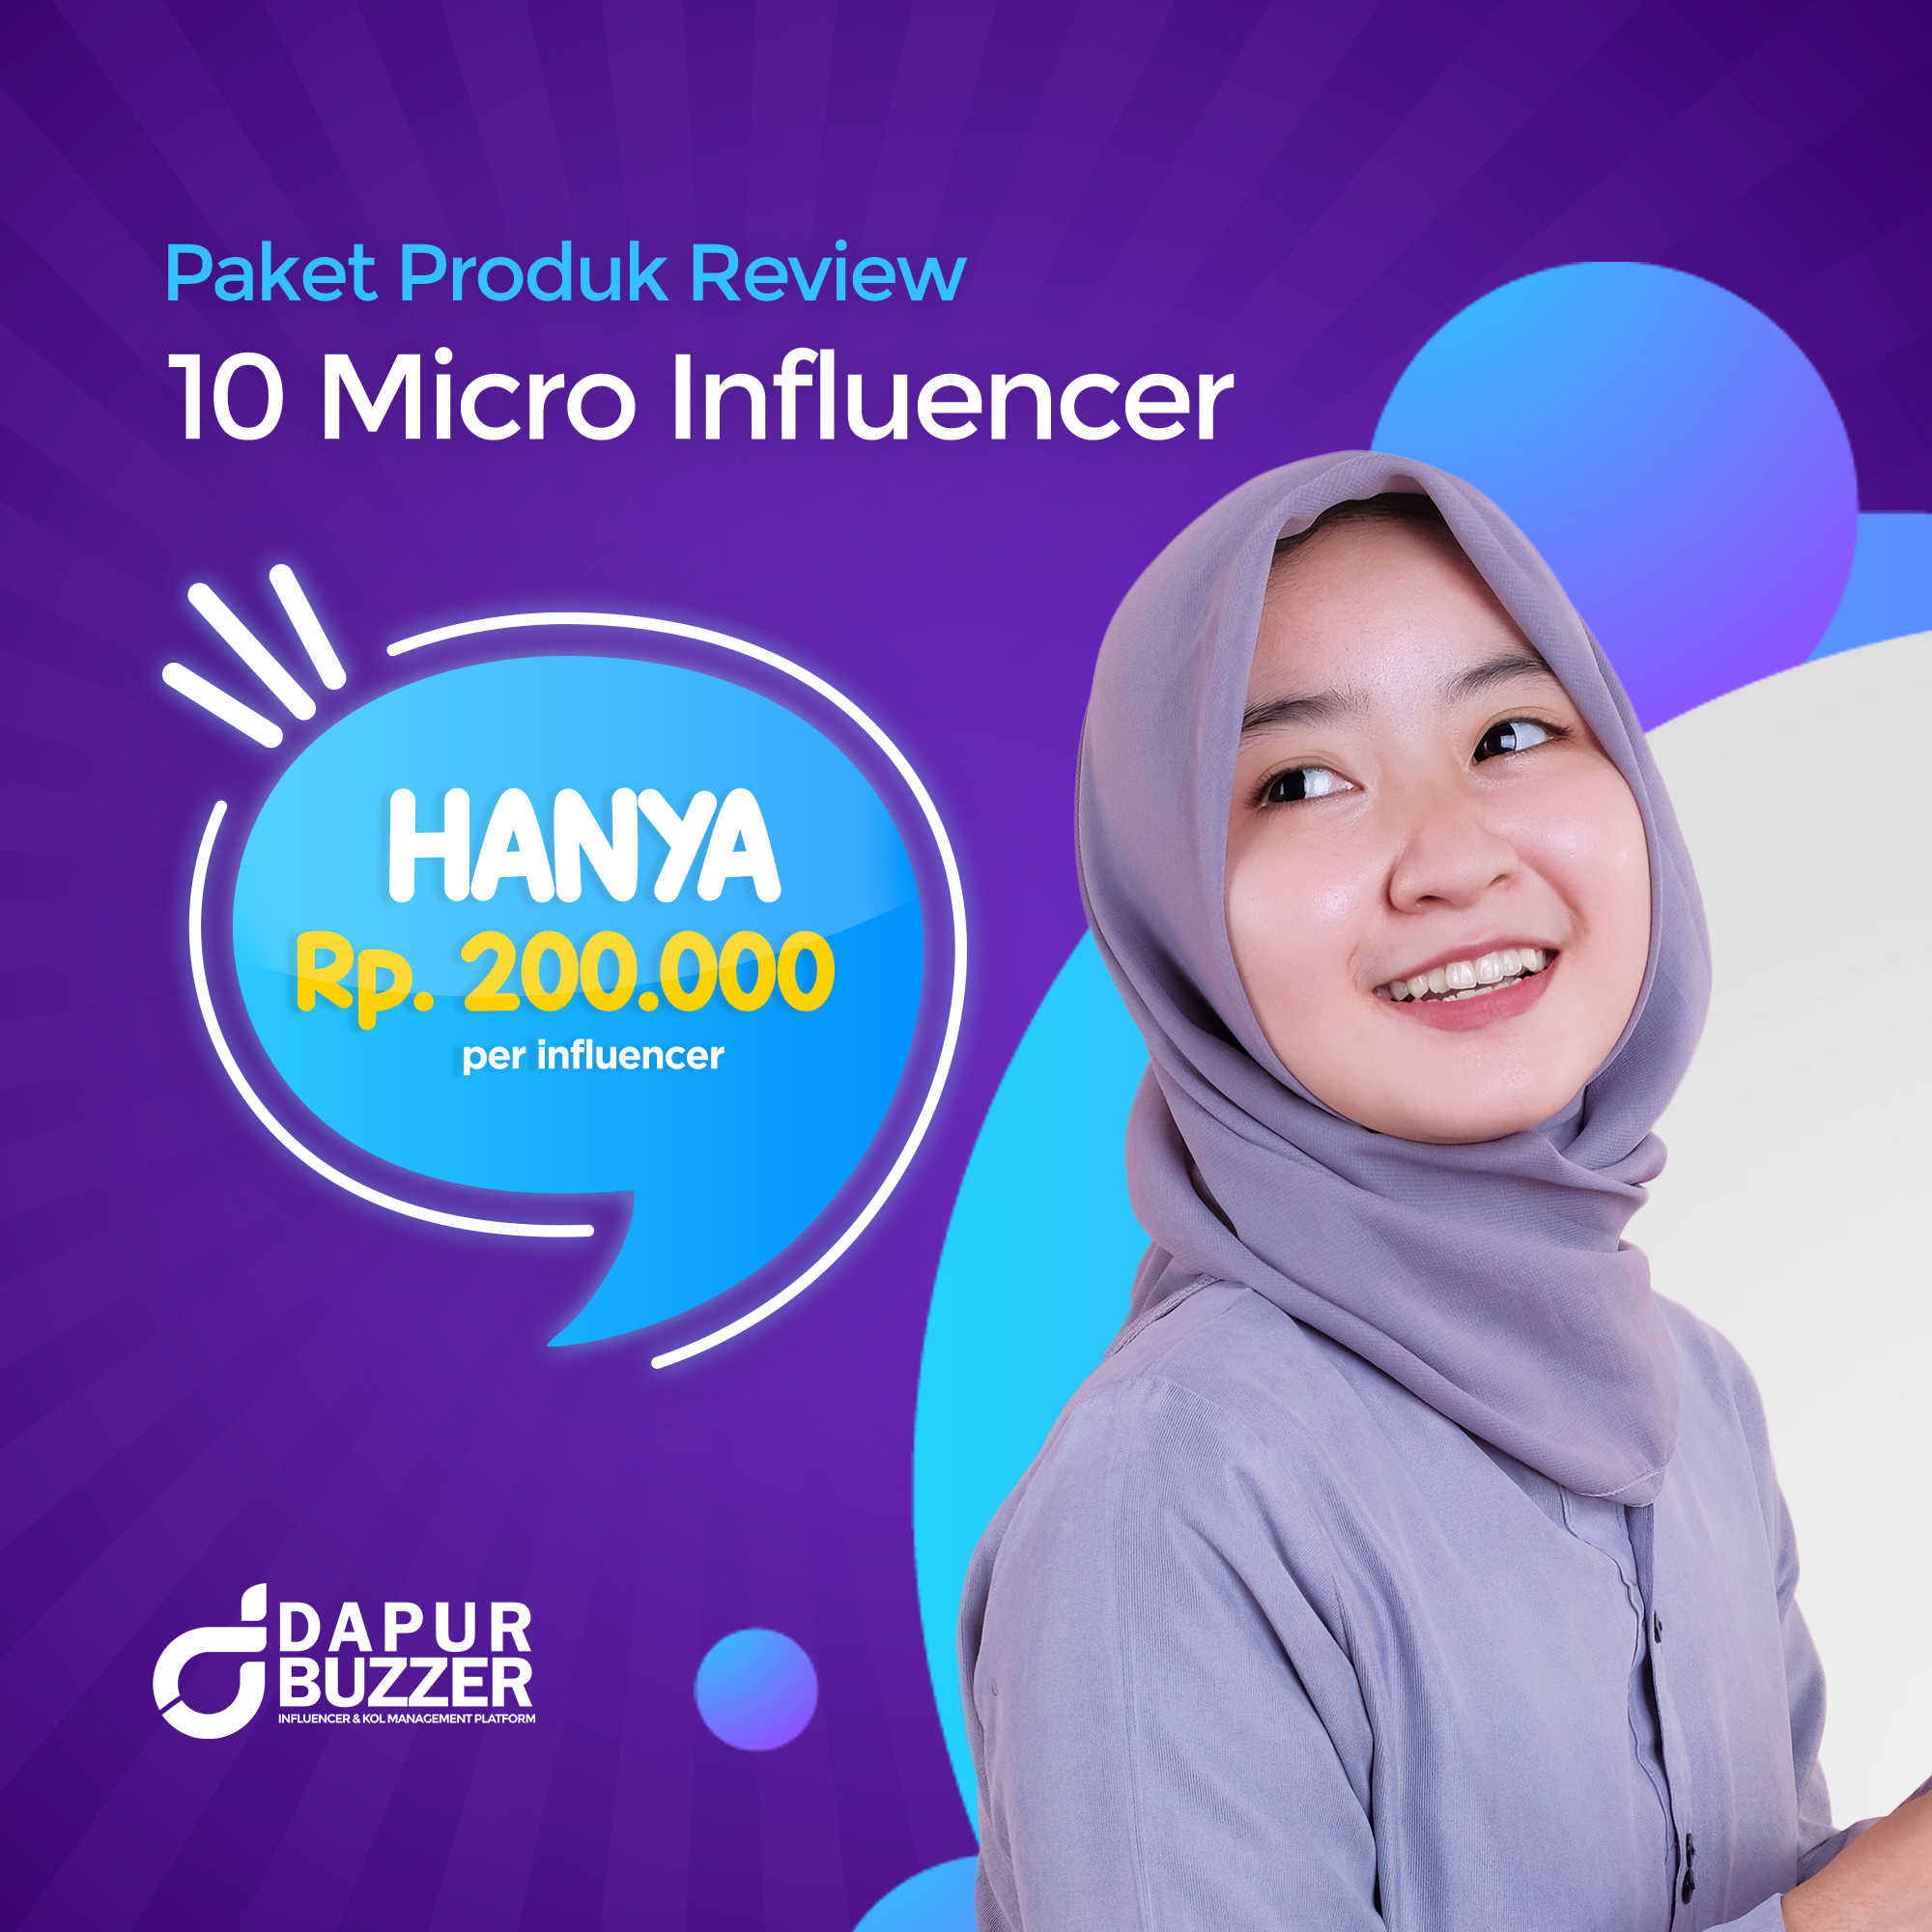 Paket Produk Review
10 Micro Influencer
HANYA
Rp. 200.000
per influencer
DAPUR
BUZZER
INFLUENCER & KOL MANAGEMENT PLATFORM